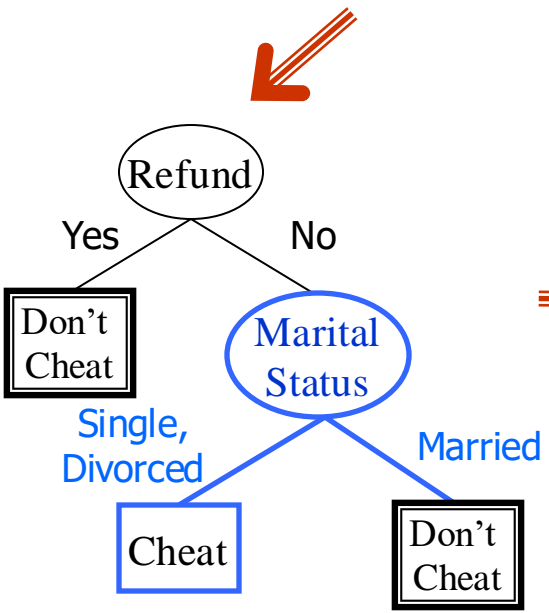 Refund
Yes
No
Don't
Cheat
Marital
Status
Single,
Divorced
Married
Cheat
Don't
Cheat